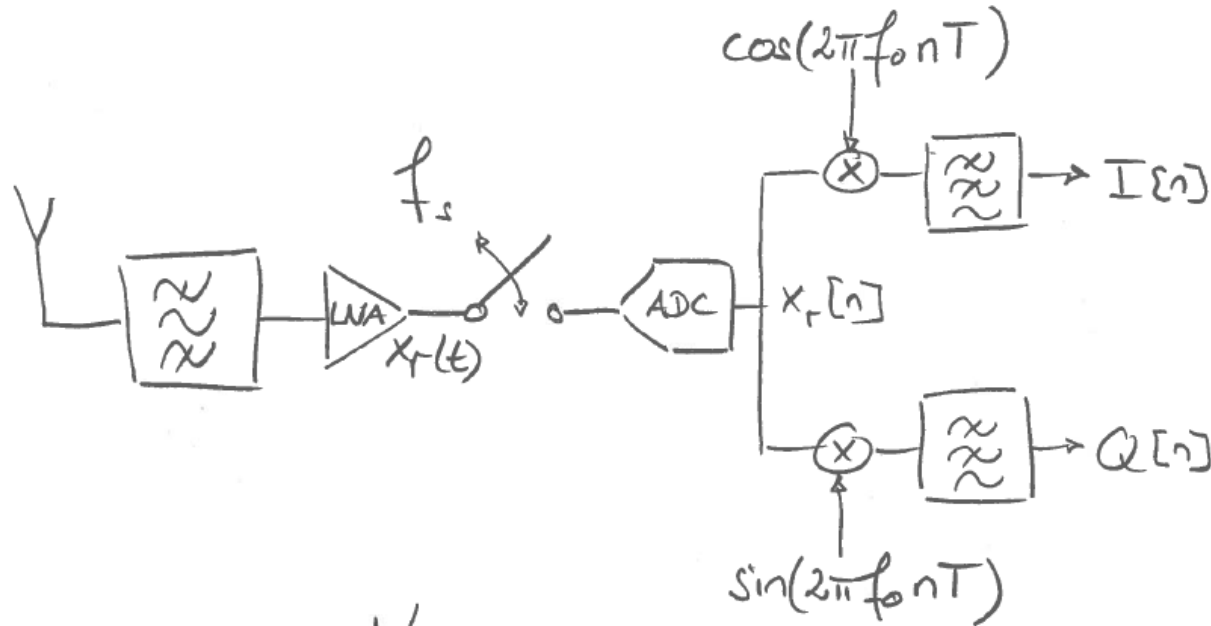 cos(2πf₀nT)
fₛ
I[n]
LNA
ADC
xᵣ[n]
xᵣ(t)
Q[n]
sin(2πf₀nT)